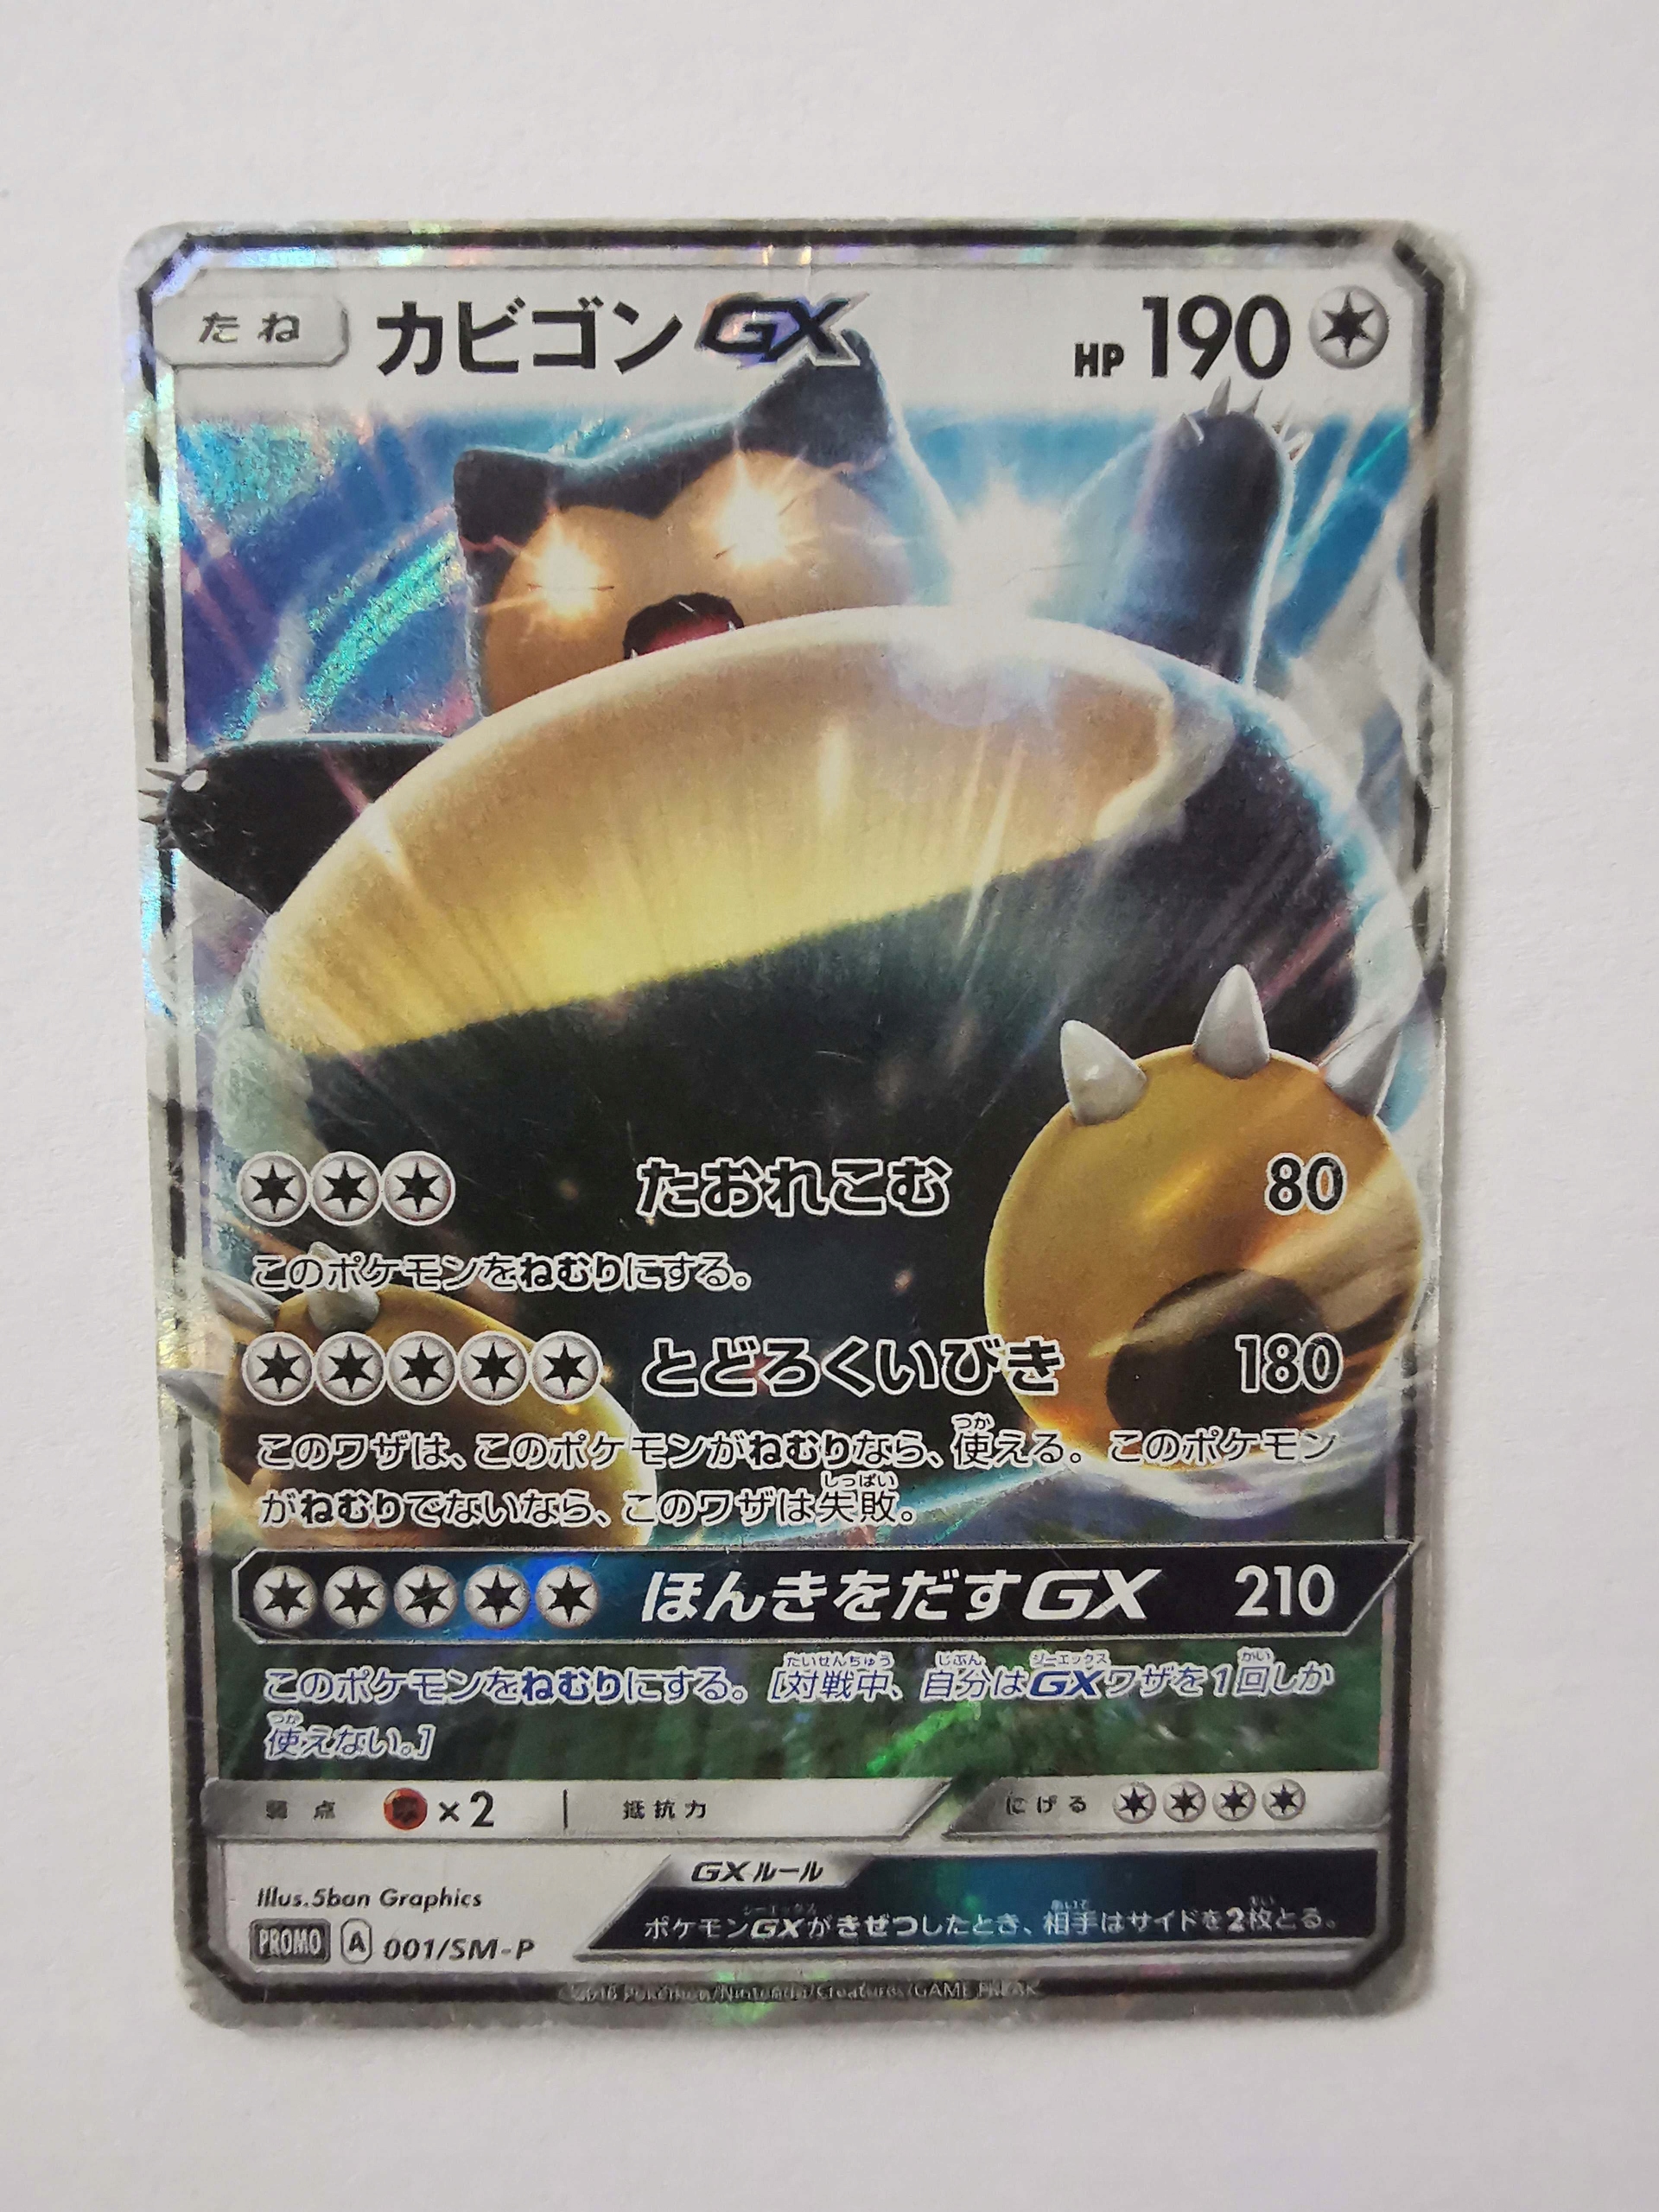 たね カビゴンGX HP 190
たおれこむ 80
このポケモンをねむりにする。
とどろくいびき 180
このワザは、このポケモンがねむりなら、使える。このポケモン
がねむりでないなら、このワザは失敗。
ほんきをだすGX 210
このポケモンをねむりにする。[対戦中、自分はGXワザを1回しか
使えない。]
弱点 ×2 抵抗力 にげる
GXルール
Illus.5ban Graphics
ポケモンGXがきぜつしたとき、相手はサイドを2枚とる。
PROMO A 001/SM-P
©2016 Pokémon/Nintendo/Creatures/GAME FREAK